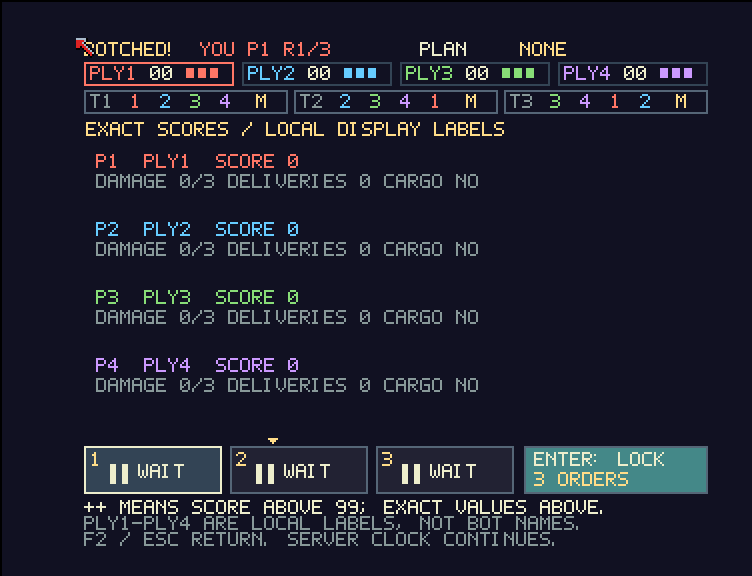 BOTCHED! YOU P1 R1/3 PLAN NONE
PLY1 00 PLY2 00 PLY3 00 PLY4 00
T1 1 2 3 4 M T2 2 3 4 1 M T3 3 4 1 2 M
EXACT SCORES / LOCAL DISPLAY LABELS
P1 PLY1 SCORE 0
DAMAGE 0/3 DELIVERIES 0 CARGO NO
P2 PLY2 SCORE 0
DAMAGE 0/3 DELIVERIES 0 CARGO NO
P3 PLY3 SCORE 0
DAMAGE 0/3 DELIVERIES 0 CARGO NO
P4 PLY4 SCORE 0
DAMAGE 0/3 DELIVERIES 0 CARGO NO
1 WAIT 2 WAIT 3 WAIT ENTER: LOCK
3 ORDERS
++ MEANS SCORE ABOVE 99; EXACT VALUES ABOVE.
PLY1-PLY4 ARE LOCAL LABELS, NOT BOT NAMES.
F2 / ESC RETURN. SERVER CLOCK CONTINUES.